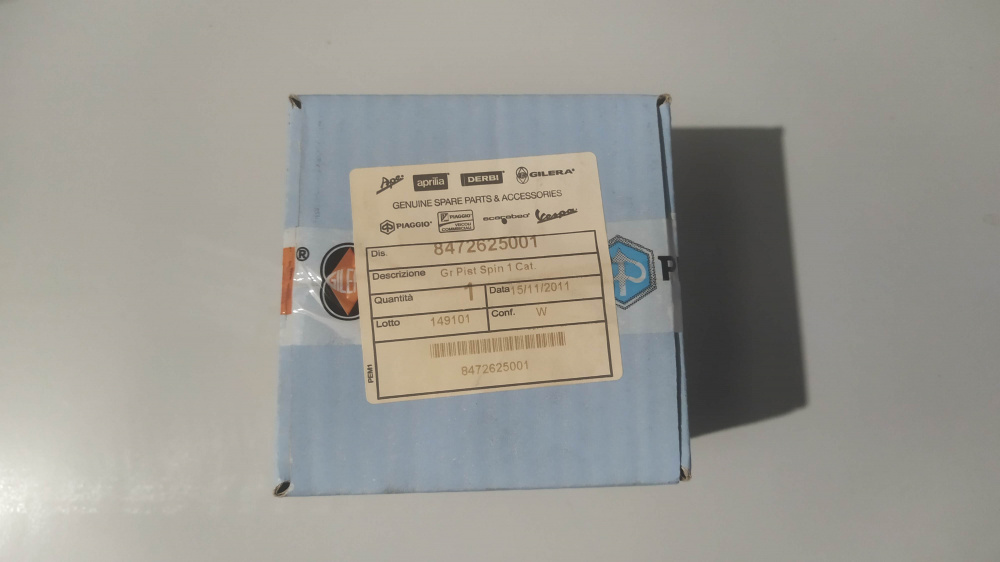 Ape aprilia DERBI GILERA®
GENUINE SPARE PARTS & ACCESSORIES
PIAGGIO® PIAGGIO® VEICOLI COMMERCIALI scarabeo® Vespa
Dis. 8472625001
Descrizione Gr Pist Spin 1 Cat.
Quantità 1 Data 15/11/2011
Lotto 149101 Conf. W
8472625001
PEM1
®
GILE
P